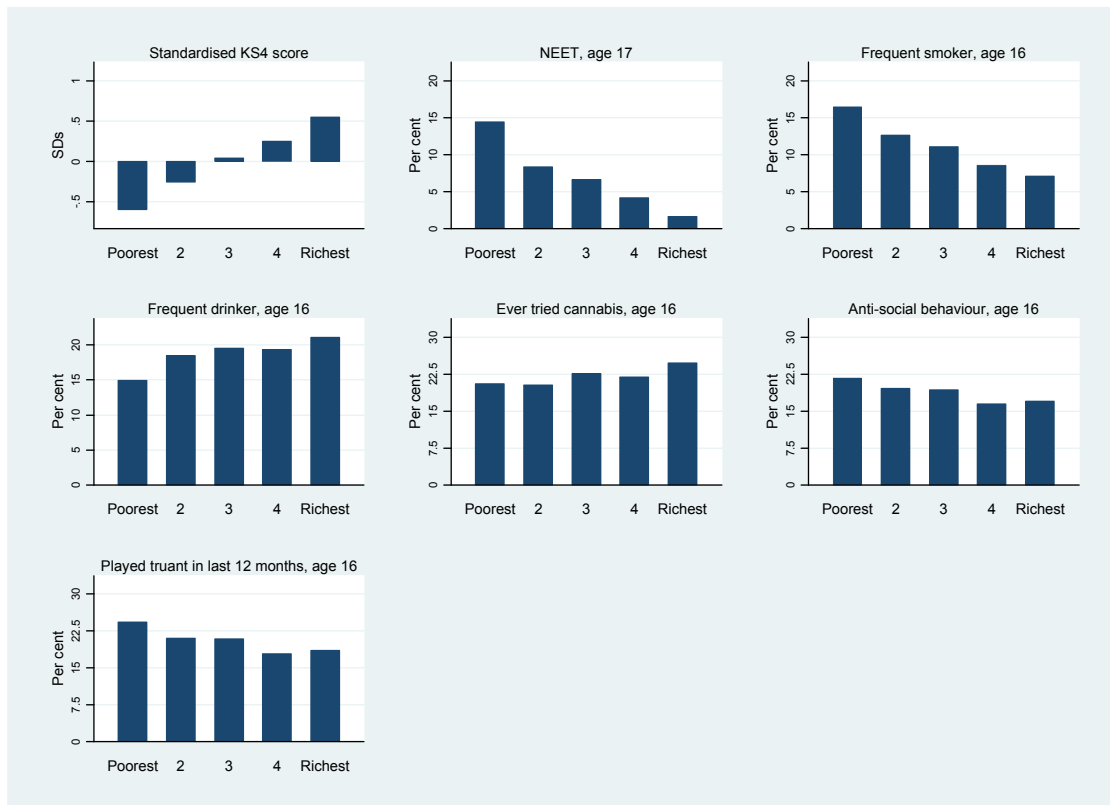 Standardised KS4 score
SDs
1
.5
0
-.5
Poorest 2 3 4 Richest
NEET, age 17
Per cent
20
15
10
5
0
Poorest 2 3 4 Richest
Frequent smoker, age 16
Per cent
20
15
10
5
0
Poorest 2 3 4 Richest
Frequent drinker, age 16
Per cent
20
15
10
5
0
Poorest 2 3 4 Richest
Ever tried cannabis, age 16
Per cent
30
22.5
15
7.5
0
Poorest 2 3 4 Richest
Anti-social behaviour, age 16
Per cent
30
22.5
15
7.5
0
Poorest 2 3 4 Richest
Played truant in last 12 months, age 16
Per cent
30
22.5
15
7.5
0
Poorest 2 3 4 Richest